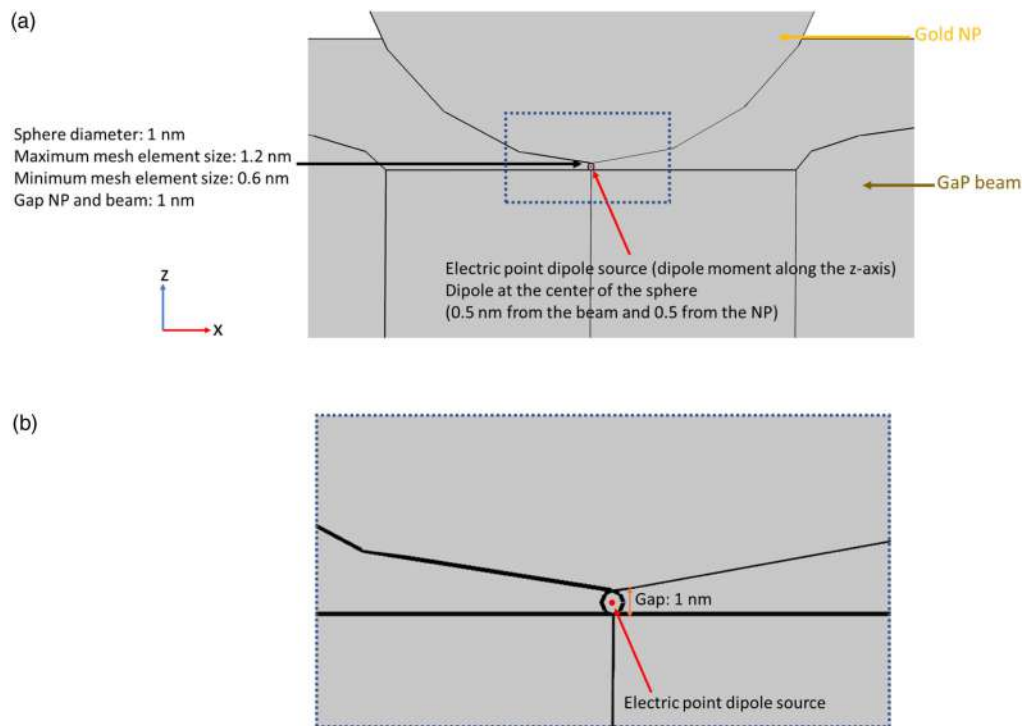 (a)
Gold NP
Sphere diameter: 1 nm
Maximum mesh element size: 1.2 nm
Minimum mesh element size: 0.6 nm
Gap NP and beam: 1 nm
GaP beam
Electric point dipole source (dipole moment along the z-axis)
Dipole at the center of the sphere
(0.5 nm from the beam and 0.5 from the NP)
z
x
(b)
Gap: 1 nm
Electric point dipole source